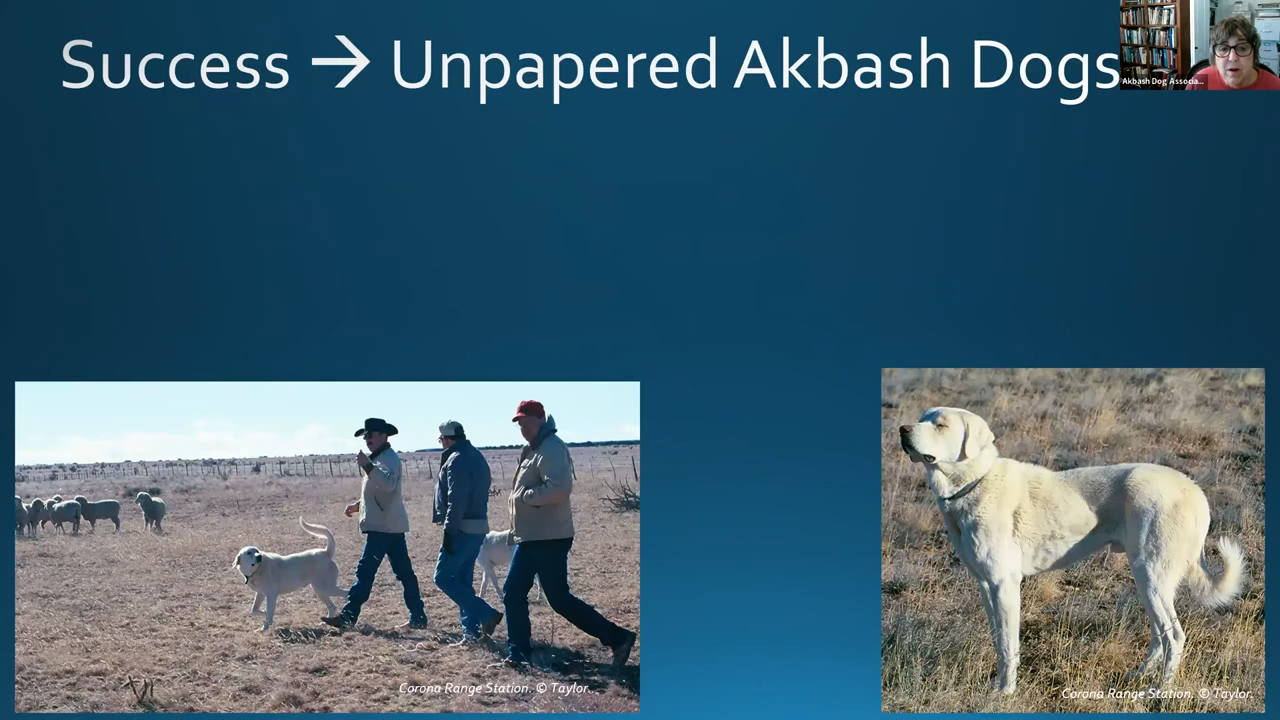 Success → Unpapered Akbash Dogs
Akbash Dog Associa...
Corona Range Station. © Taylor.
Corona Range Station. © Taylor.